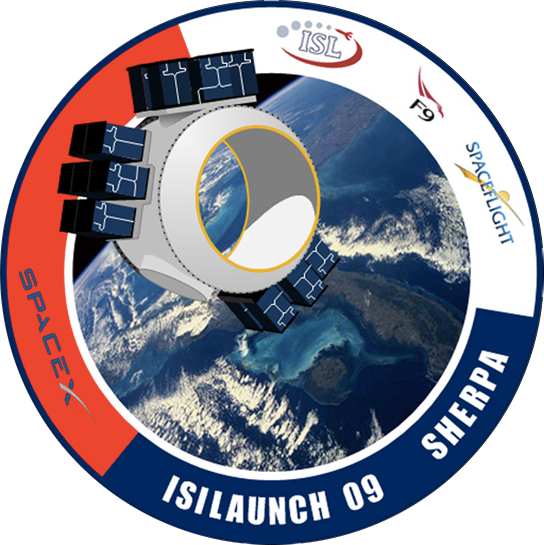 ISL
F9
SPACEFLIGHT
SPACEX
ISILAUNCH 09
SHERPA